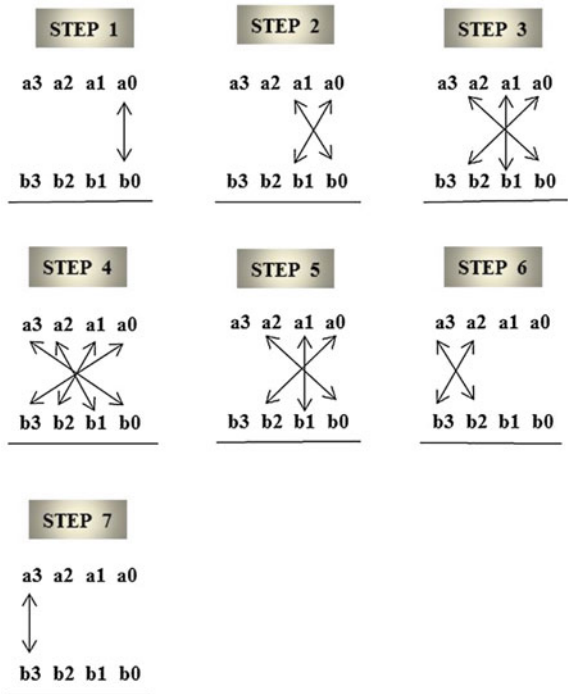 STEP 1
a3 a2 a1 a0
b3 b2 b1 b0
STEP 2
a3 a2 a1 a0
b3 b2 b1 b0
STEP 3
a3 a2 a1 a0
b3 b2 b1 b0
STEP 4
a3 a2 a1 a0
b3 b2 b1 b0
STEP 5
a3 a2 a1 a0
b3 b2 b1 b0
STEP 6
a3 a2 a1 a0
b3 b2 b1 b0
STEP 7
a3 a2 a1 a0
b3 b2 b1 b0